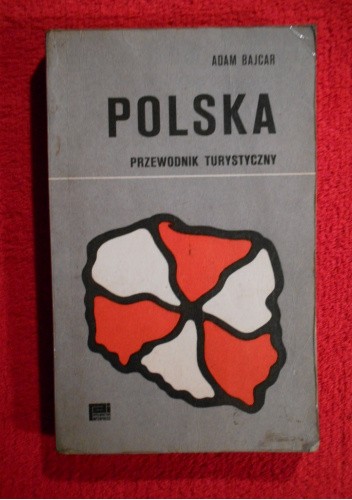 ADAM BAJCAR
POLSKA
PRZEWODNIK TURYSTYCZNY